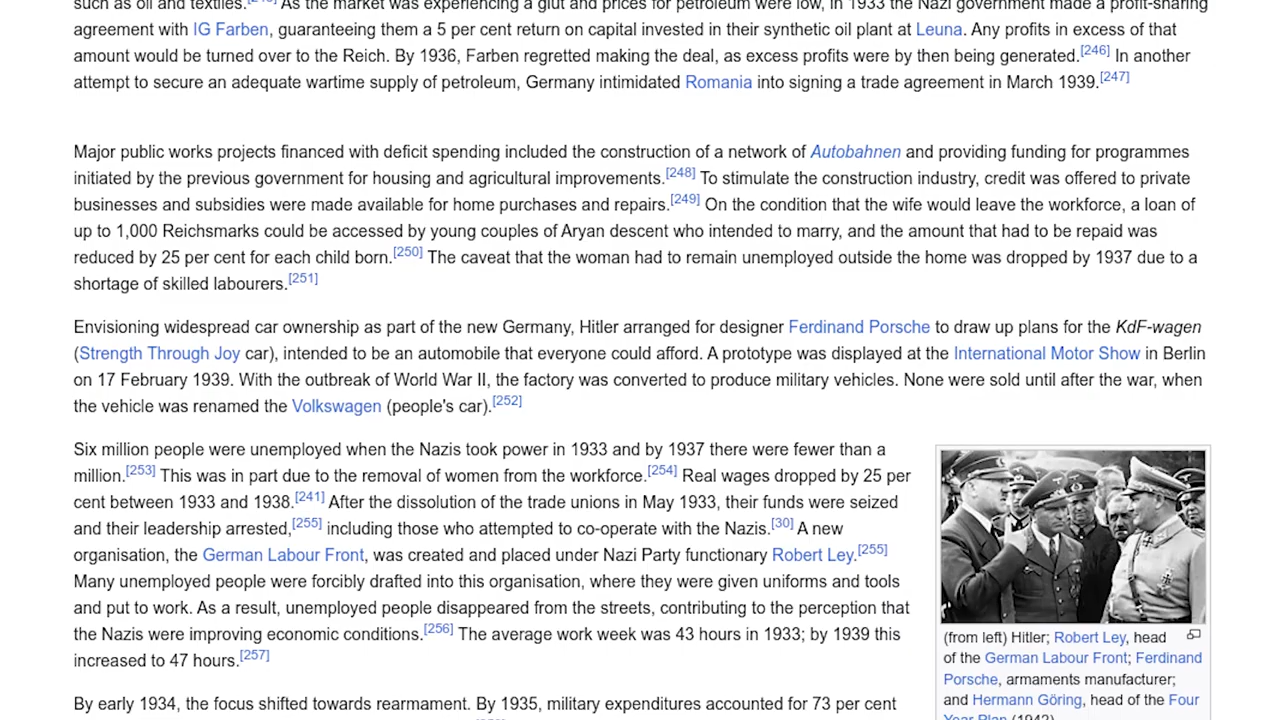 such as oil and textiles.[245] As the market was experiencing a glut and prices for petroleum were low, in 1933 the Nazi government made a profit-sharing
agreement with IG Farben, guaranteeing them a 5 per cent return on capital invested in their synthetic oil plant at Leuna. Any profits in excess of that
amount would be turned over to the Reich. By 1936, Farben regretted making the deal, as excess profits were by then being generated.[246] In another
attempt to secure an adequate wartime supply of petroleum, Germany intimidated Romania into signing a trade agreement in March 1939.[247]
Major public works projects financed with deficit spending included the construction of a network of Autobahnen and providing funding for programmes
initiated by the previous government for housing and agricultural improvements.[248] To stimulate the construction industry, credit was offered to private
businesses and subsidies were made available for home purchases and repairs.[249] On the condition that the wife would leave the workforce, a loan of
up to 1,000 Reichsmarks could be accessed by young couples of Aryan descent who intended to marry, and the amount that had to be repaid was
reduced by 25 per cent for each child born.[250] The caveat that the woman had to remain unemployed outside the home was dropped by 1937 due to a
shortage of skilled labourers.[251]
Envisioning widespread car ownership as part of the new Germany, Hitler arranged for designer Ferdinand Porsche to draw up plans for the KdF-wagen
(Strength Through Joy car), intended to be an automobile that everyone could afford. A prototype was displayed at the International Motor Show in Berlin
on 17 February 1939. With the outbreak of World War II, the factory was converted to produce military vehicles. None were sold until after the war, when
the vehicle was renamed the Volkswagen (people's car).[252]
Six million people were unemployed when the Nazis took power in 1933 and by 1937 there were fewer than a
million.[253] This was in part due to the removal of women from the workforce.[254] Real wages dropped by 25 per
cent between 1933 and 1938.[241] After the dissolution of the trade unions in May 1933, their funds were seized
and their leadership arrested,[255] including those who attempted to co-operate with the Nazis.[30] A new
organisation, the German Labour Front, was created and placed under Nazi Party functionary Robert Ley.[255]
Many unemployed people were forcibly drafted into this organisation, where they were given uniforms and tools
and put to work. As a result, unemployed people disappeared from the streets, contributing to the perception that
the Nazis were improving economic conditions.[256] The average work week was 43 hours in 1933; by 1939 this
increased to 47 hours.[257]
By early 1934, the focus shifted towards rearmament. By 1935, military expenditures accounted for 73 per cent
(from left) Hitler; Robert Ley, head
of the German Labour Front; Ferdinand
Porsche, armaments manufacturer;
and Hermann Göring, head of the Four
Year Plan (1942)